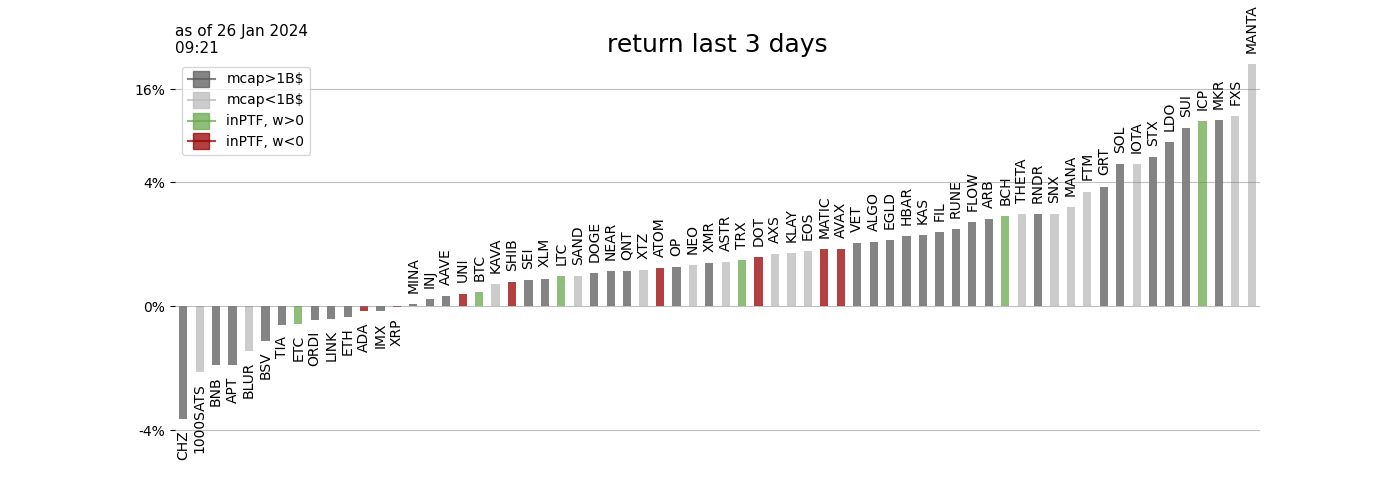 as of 26 Jan 2024
09:21
return last 3 days
mcap>1B$
mcap<1B$
inPTF, w>0
inPTF, w<0
16%
4%
0%
-4%
CHZ
1000SATS
BNB
APT
BLUR
BSV
TIA
ETC
ORDI
LINK
ETH
ADA
IMX
XRP
MINA
INJ
AAVE
UNI
BTC
KAVA
SHIB
SEI
XLM
LTC
SAND
DOGE
NEAR
QNT
XTZ
ATOM
OP
NEO
XMR
ASTR
TRX
DOT
AXS
KLAY
EOS
MATIC
AVAX
VET
ALGO
EGLD
HBAR
KAS
FIL
RUNE
FLOW
ARB
BCH
THETA
RNDR
SNX
MANA
FTM
GRT
SOL
IOTA
STX
LDO
SUI
ICP
MKR
FXS
MANTA